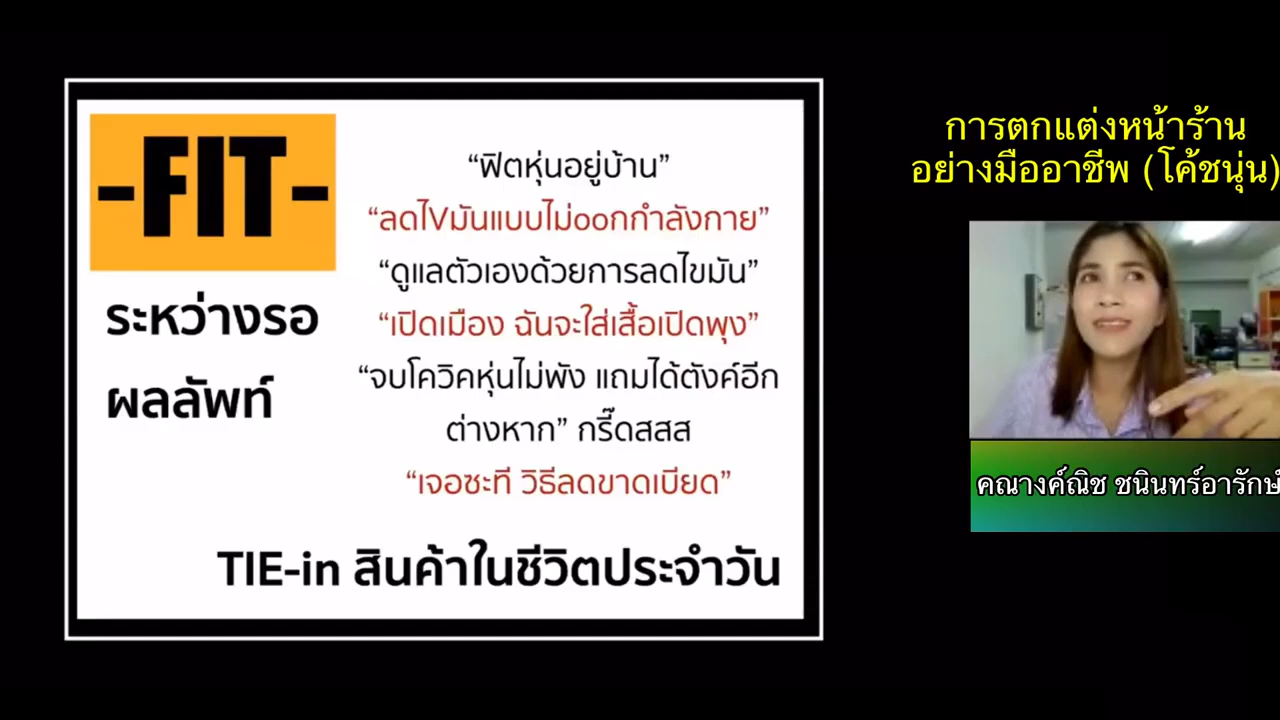 -FIT-
ระหว่างรอ
ผลลัพท์
“ฟิตหุ่นอยู่บ้าน”
“ลดไVมันแบบไม่ooกกำลังกาย”
“ดูแลตัวเองด้วยการลดไขมัน”
“เปิดเมือง ฉันจะใส่เสื้อเปิดพุง”
“จบโควิคหุ่นไม่พัง แถมได้ตังค์อีก
ต่างหาก” กรี๊ดสสส
“เจอซะที วิธีลดขาดเบียด”
TIE-in สินค้าในชีวิตประจำวัน
การตกแต่งหน้าร้าน
อย่างมืออาชีพ (โค้ชนุ่น)
คณางค์ณิช ชนินทร์อารักษ์